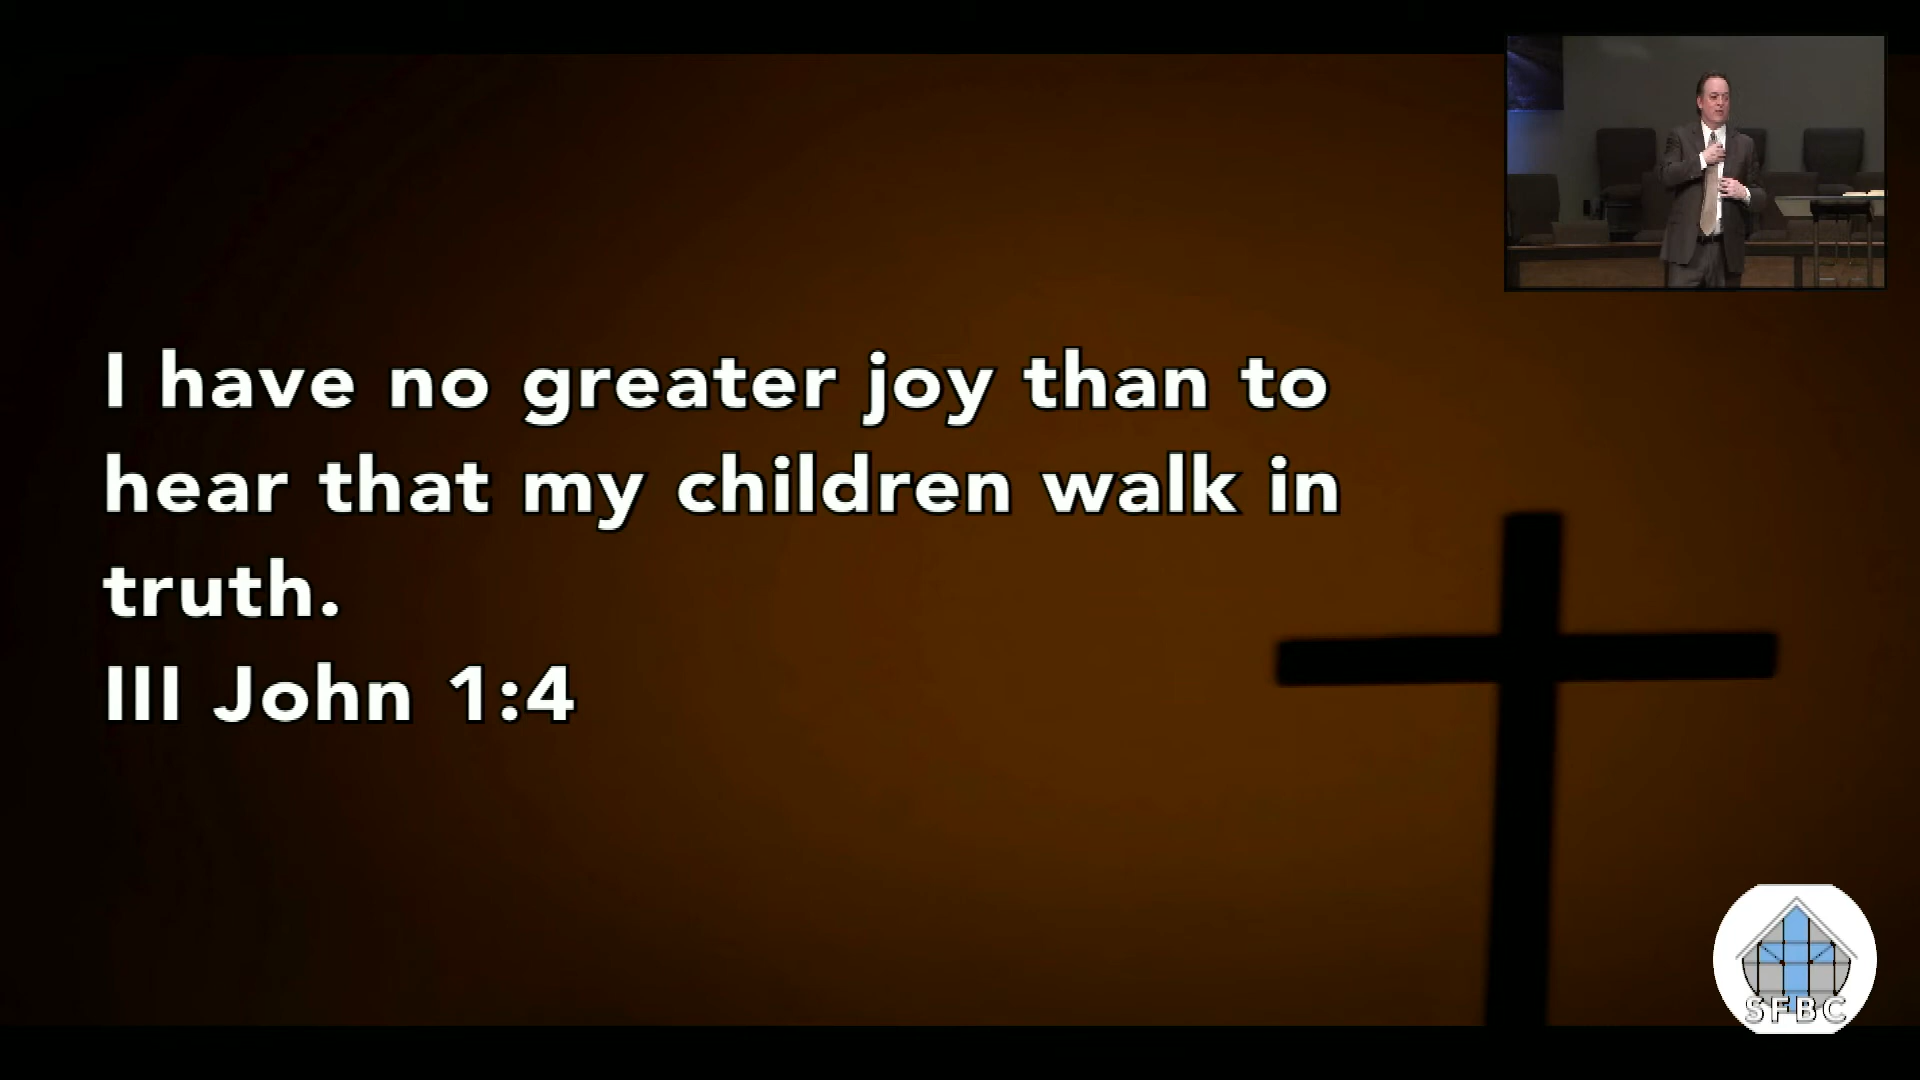 I have no greater joy than to
hear that my children walk in
truth.
III John 1:4
SFBC